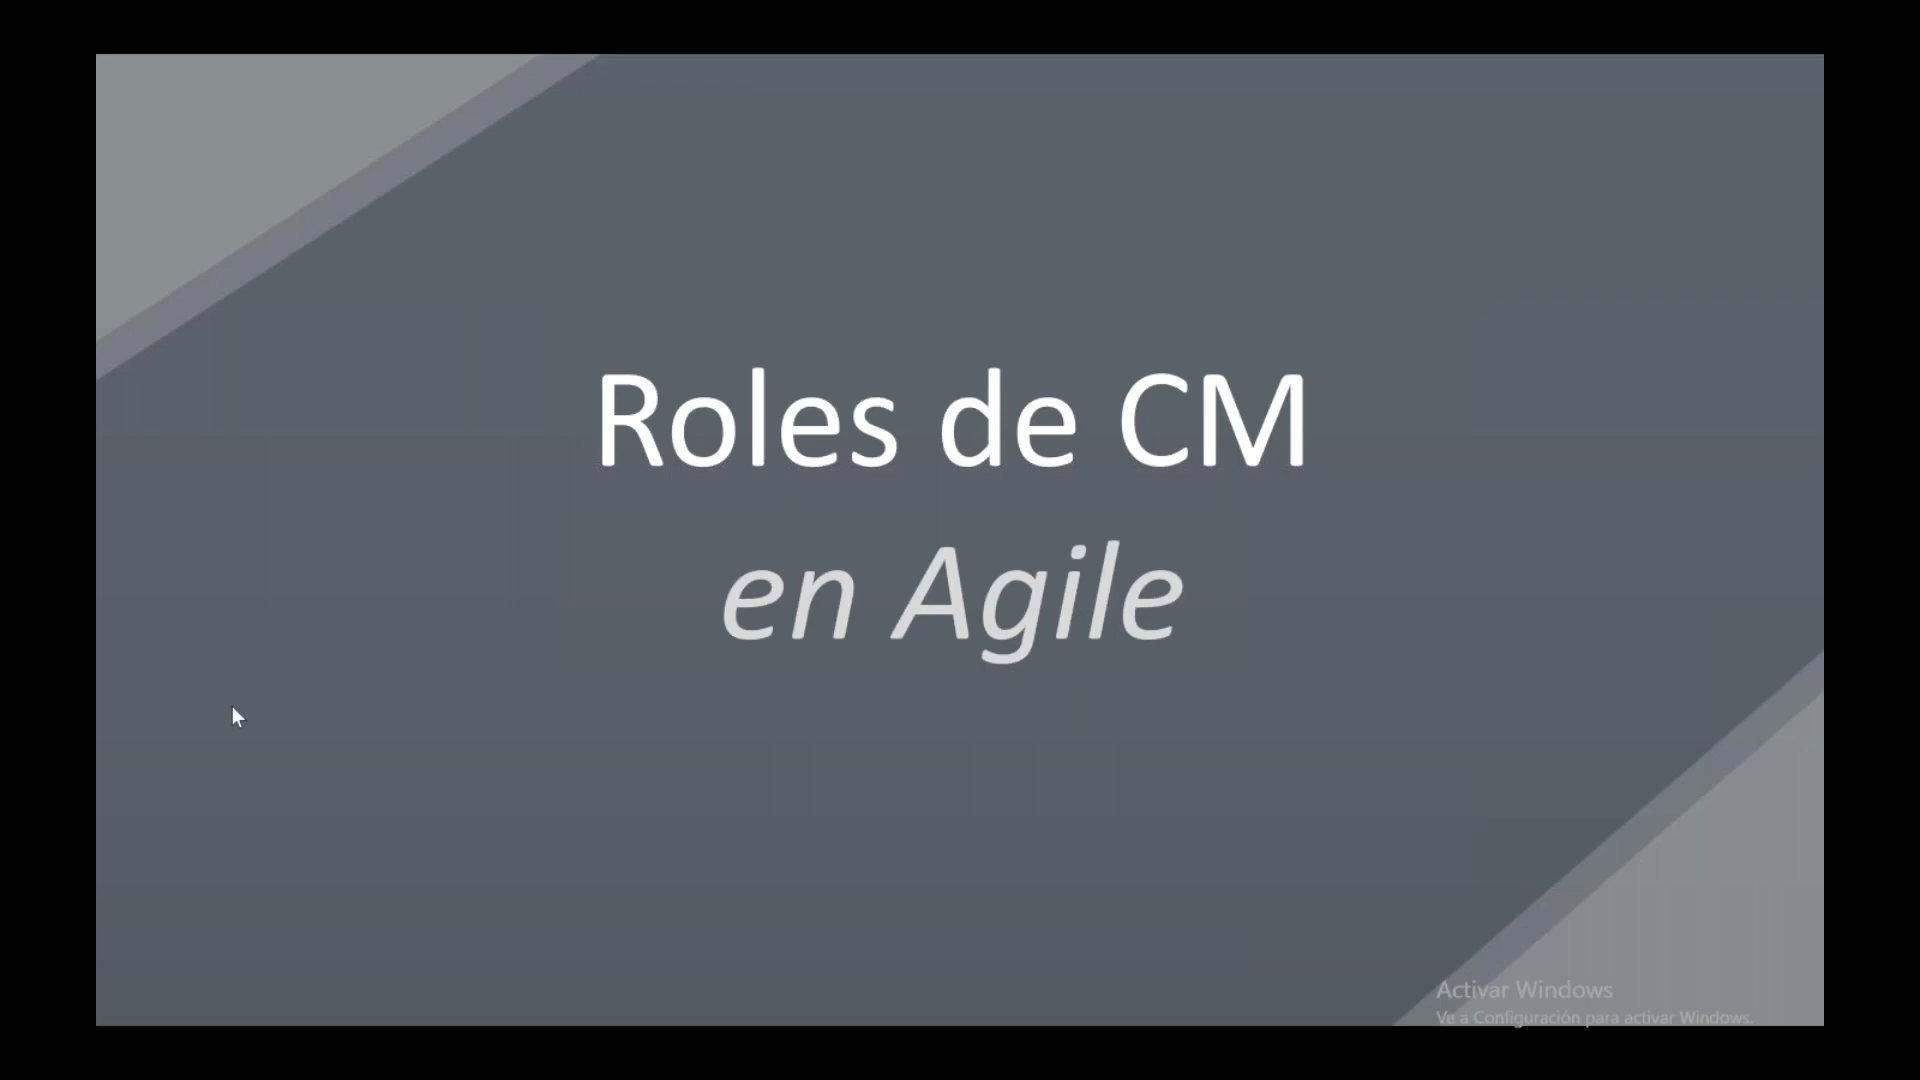 Roles de CM
en Agile
Activar Windows
Ve a Configuración para activar Windows.